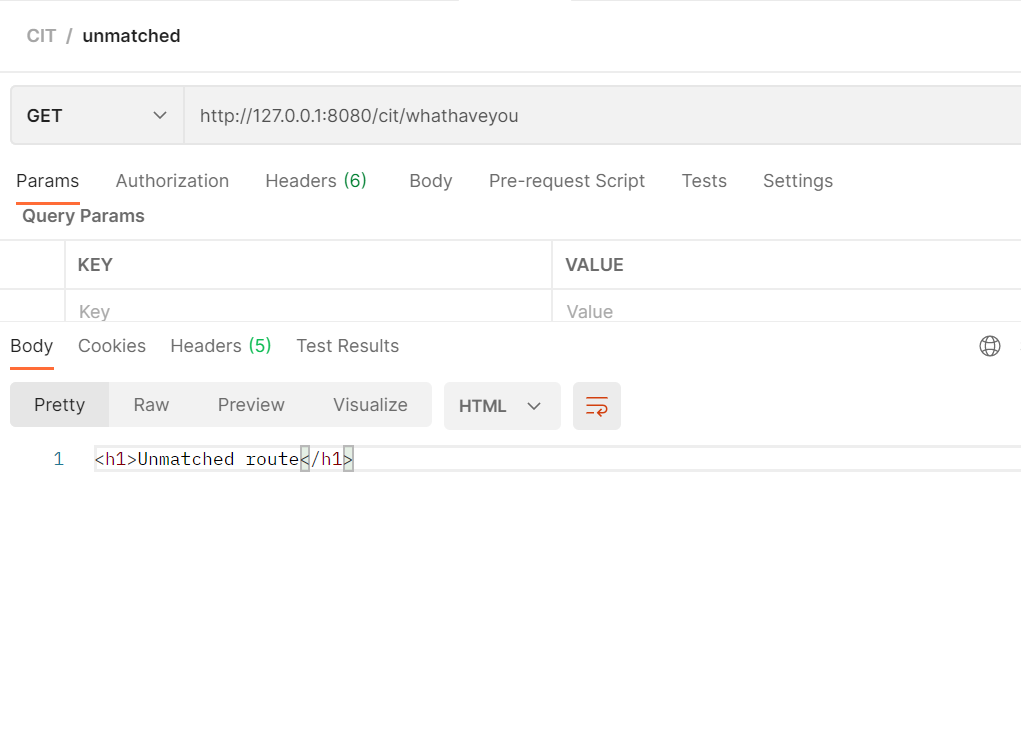 CIT / unmatched
GET http://127.0.0.1:8080/cit/whathaveyou
Params Authorization Headers (6) Body Pre-request Script Tests Settings
Query Params
KEY VALUE
Key Value
Body Cookies Headers (5) Test Results
Pretty Raw Preview Visualize HTML
1 <h1>Unmatched route</h1>